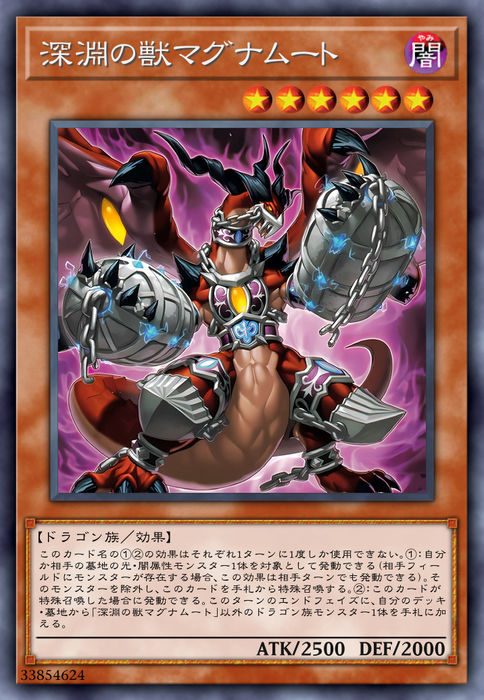 深淵の獣マグナムート
やみ
闇
【ドラゴン族/効果】
このカード名の①②の効果はそれぞれ1ターンに1度しか使用できない。①:自分
か相手の墓地の光・闇属性モンスター1体を対象として発動できる(相手フィー
ルドにモンスターが存在する場合、この効果は相手ターンでも発動できる)。そ
のモンスターを除外し、このカードを手札から特殊召喚する。②:このカードが
特殊召喚した場合に発動できる。このターンのエンドフェイズに、自分のデッキ
・墓地から「深淵の獣マグナムート」以外のドラゴン族モンスター1体を手札に加
える。
ATK/2500 DEF/2000
33854624